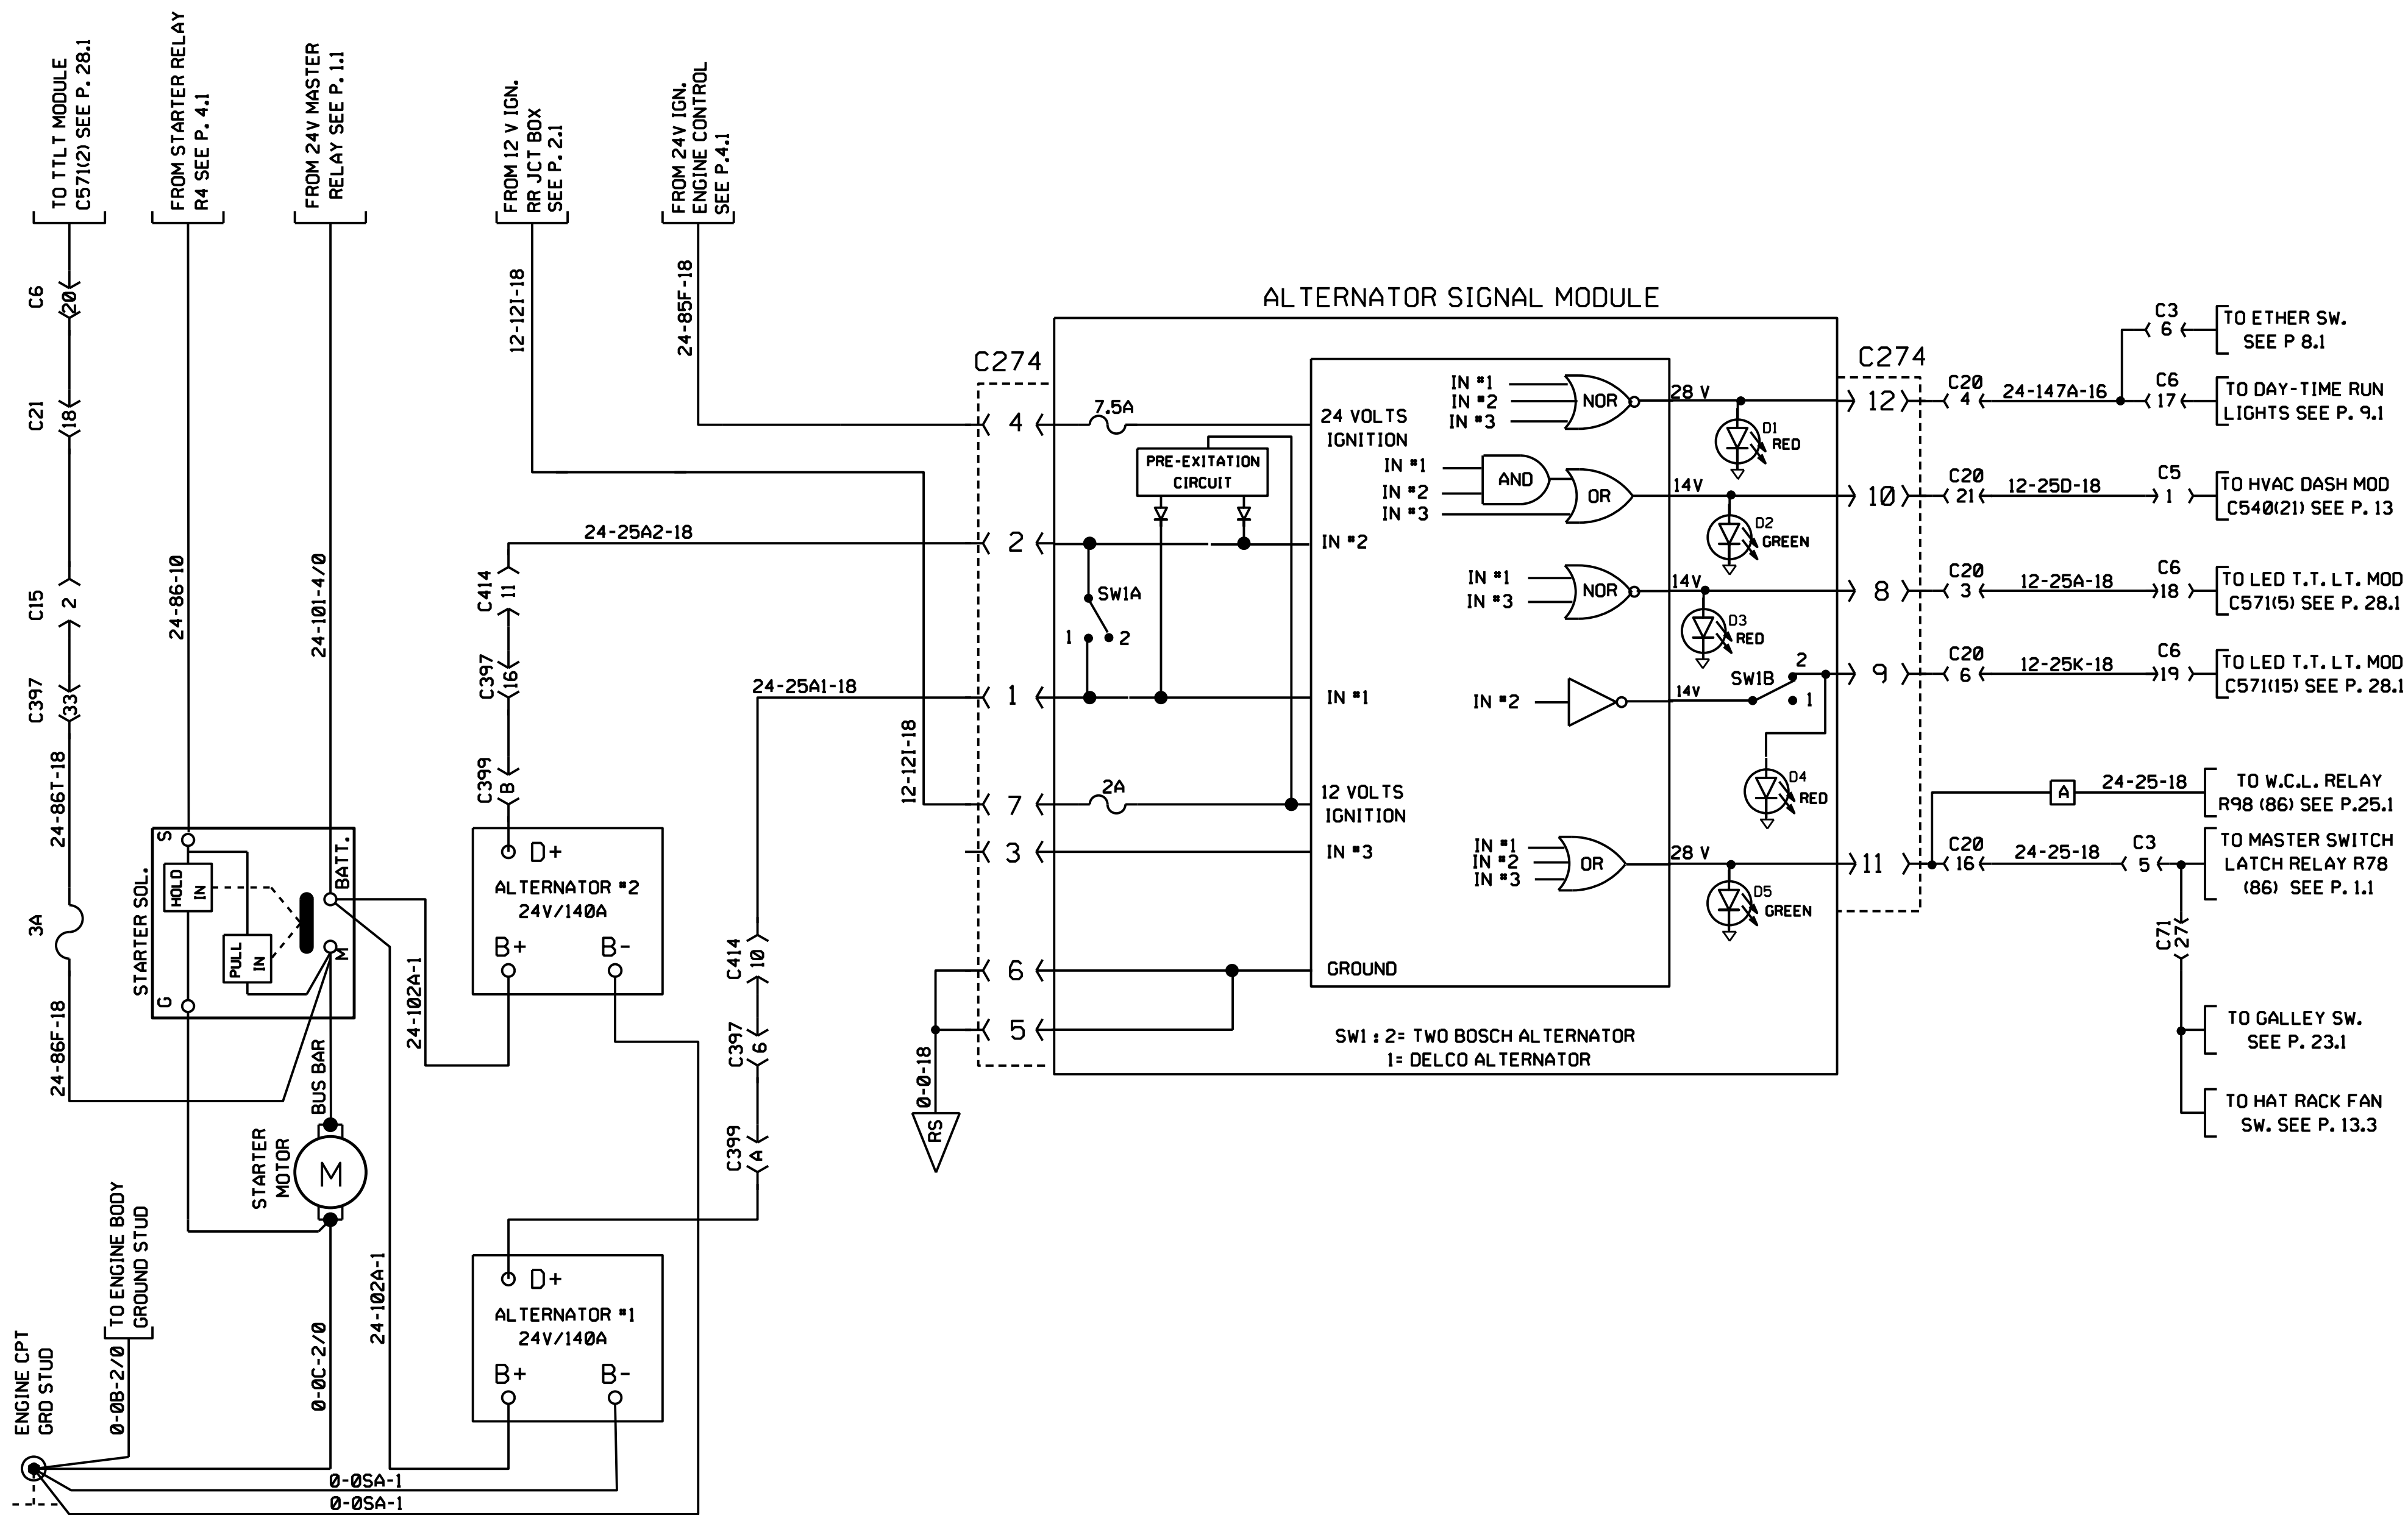 TO TTLT MODULE
C571(2) SEE P. 28.1
FROM STARTER RELAY
R4 SEE P. 4.1
FROM 24V MASTER
RELAY SEE P. 1.1
FROM 12 V IGN.
RR JCT BOX
SEE P. 2.1
FROM 24V IGN.
ENGINE CONTROL
SEE P.4.1
C6
20
C21
18
C15
2
C397
33
24-86T-18
3A
24-86F-18
24-86-10
24-101-4/0
12-12I-18
24-85F-18
STARTER SOL.
S
HOLD
IN
PULL
IN
BATT.
M
G
BUS BAR
STARTER
MOTOR
M
TO ENGINE BODY
GROUND STUD
ENGINE CPT
GRD STUD
0-0B-2/0
0-0C-2/0
24-102A-1
24-102A-1
0-0SA-1
0-0SA-1
24-25A2-18
C414
11
C397
16
C399
B
D+
ALTERNATOR #2
24V/140A
B+
B-
24-25A1-18
C414
10
C397
6
C399
A
D+
ALTERNATOR #1
24V/140A
B+
B-
12-12I-18
0-0-18
RS
ALTERNATOR SIGNAL MODULE
C274
4
2
1
7
3
6
5
7.5A
PRE-EXITATION
CIRCUIT
SW1A
1
2
2A
24 VOLTS
IGNITION
IN #2
IN #1
12 VOLTS
IGNITION
IN #3
GROUND
IN #1
IN #2
IN #3
NOR
28 V
D1
RED
IN #1
IN #2
IN #3
AND
OR
14V
D2
GREEN
IN #1
IN #3
NOR
14V
D3
RED
IN #2
14V
SW1B
2
1
D4
RED
IN #1
IN #2
IN #3
OR
28 V
D5
GREEN
SW1 : 2= TWO BOSCH ALTERNATOR
1= DELCO ALTERNATOR
C274
12
10
8
9
11
C20
4
24-147A-16
C3
6
TO ETHER SW.
SEE P 8.1
C6
17
TO DAY-TIME RUN
LIGHTS SEE P. 9.1
C20
21
12-25D-18
C5
1
TO HVAC DASH MOD
C540(21) SEE P. 13
C20
3
12-25A-18
C6
18
TO LED T.T. LT. MOD
C571(5) SEE P. 28.1
C20
6
12-25K-18
C6
19
TO LED T.T. LT. MOD
C571(15) SEE P. 28.1
A
24-25-18
TO W.C.L. RELAY
R98 (86) SEE P.25.1
C20
16
24-25-18
C3
5
TO MASTER SWITCH
LATCH RELAY R78
(86) SEE P. 1.1
C71
27
TO GALLEY SW.
SEE P. 23.1
TO HAT RACK FAN
SW. SEE P. 13.3